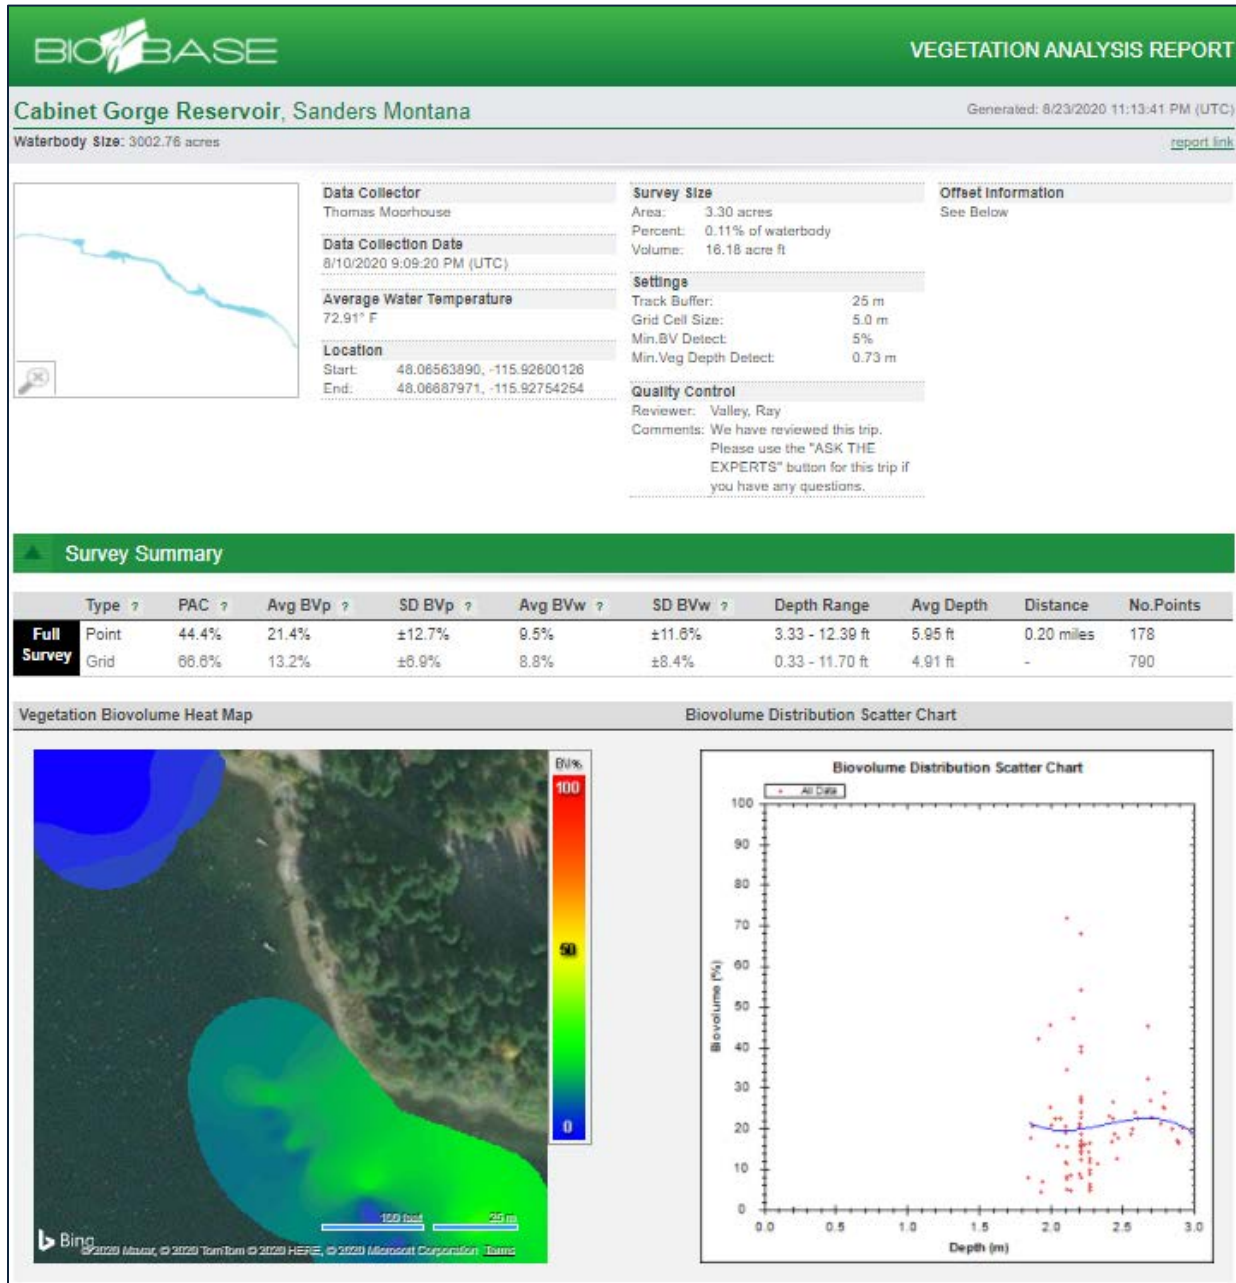 BIOBASE
VEGETATION ANALYSIS REPORT
Cabinet Gorge Reservoir, Sanders Montana
Generated: 8/23/2020 11:13:41 PM (UTC)
Waterbody Size: 3002.76 acres
report link
Data Collector
Thomas Moorhouse
Data Collection Date
8/10/2020 9:09:20 PM (UTC)
Average Water Temperature
72.91° F
Location
Start: 48.06563890, -115.92600126
End: 48.06687971, -115.92754254
Survey Size
Area: 3.30 acres
Percent: 0.11% of waterbody
Volume: 16.18 acre ft
Settings
Track Buffer: 25 m
Grid Cell Size: 5.0 m
Min.BV Detect: 5%
Min.Veg Depth Detect: 0.73 m
Quality Control
Reviewer: Valley, Ray
Comments: We have reviewed this trip.
Please use the "ASK THE
EXPERTS" button for this trip if
you have any questions.
Offset Information
See Below
Survey Summary
Type ? PAC ? Avg BVp ? SD BVp ? Avg BVw ? SD BVw ? Depth Range Avg Depth Distance No.Points
Full Survey
Point 44.4% 21.4% ±12.7% 9.5% ±11.6% 3.33 - 12.39 ft 5.95 ft 0.20 miles 178
Grid 66.6% 13.2% ±6.9% 8.8% ±8.4% 0.33 - 11.70 ft 4.91 ft - 790
Vegetation Biovolume Heat Map
Biovolume Distribution Scatter Chart
BV%
100
50
0
100 feet 25 m
Bing
© 2020 Maxar, © 2020 TomTom © 2020 HERE, © 2020 Microsoft Corporation Terms
Biovolume Distribution Scatter Chart
All Data
100
90
80
70
60
50
40
30
20
10
0
Biovolume (%)
0.0 0.5 1.0 1.5 2.0 2.5 3.0
Depth (m)